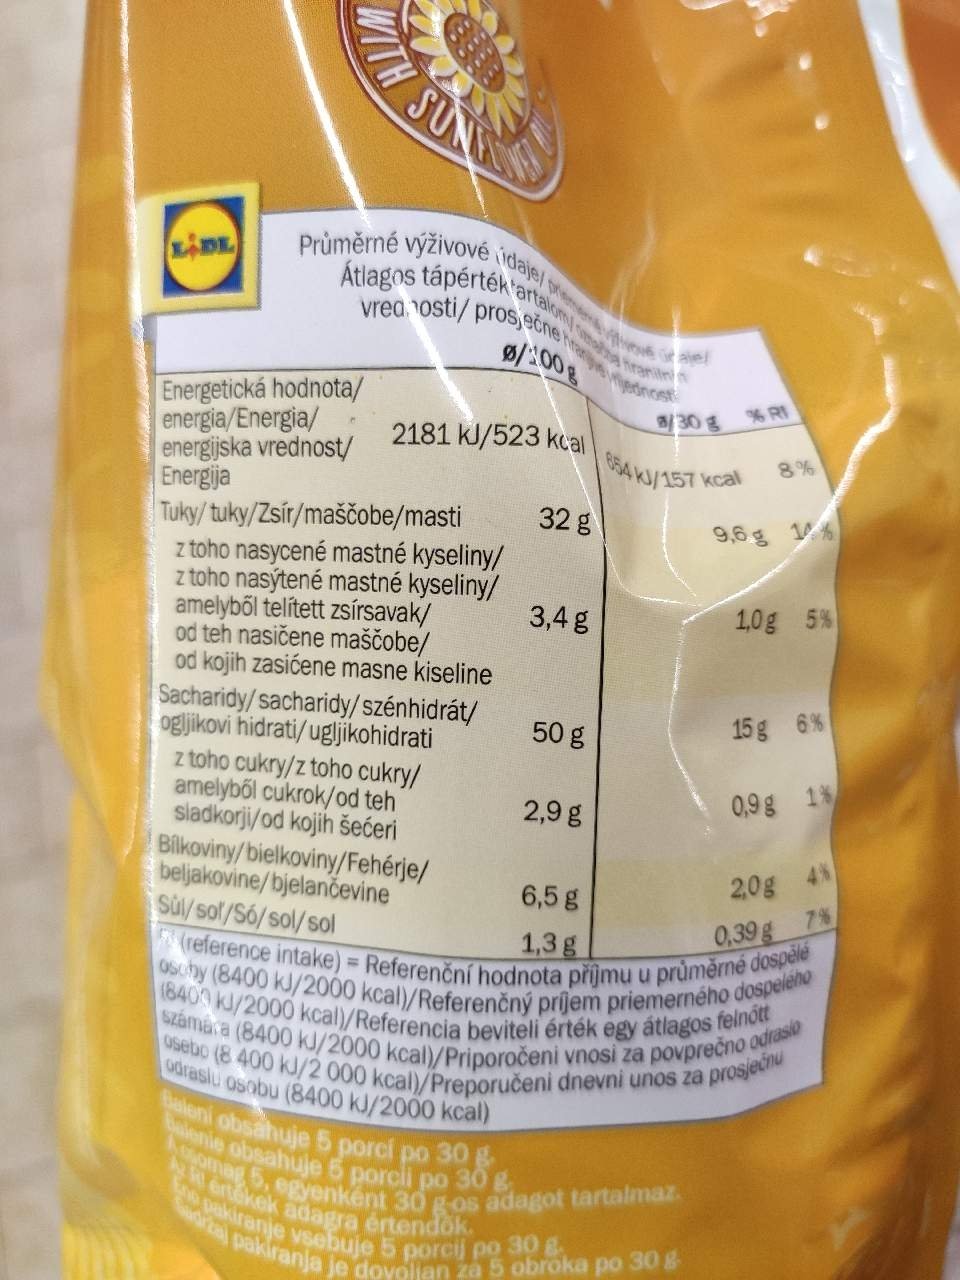 WITH SUNFLOWER OIL
LIDL
Průměrné výživové údaje/ priemerné výživové údaje/
Átlagos tápértéktartalom/ hranilnih
vrednosti/ prosječne vrijednosti
ø/100 g
ø/30 g % RI
Energetická hodnota/
energia/Energia/
energijska vrednost/
Energija
2181 kJ/523 kcal 654 kJ/157 kcal 8 %
Tuky/tuky/Zsír/maščobe/masti 32 g 9,6 g 14 %
z toho nasycené mastné kyseliny/
z toho nasýtené mastné kyseliny/
amelyből telített zsírsavak/
od teh nasičene maščobe/
od kojih zasićene masne kiseline
3,4 g 1,0 g 5 %
Sacharidy/sacharidy/szénhidrát/
ogljikovi hidrati/ugljikohidrati
50 g 15 g 6 %
z toho cukry/z toho cukry/
amelyből cukrok/od teh
sladkorji/od kojih šećeri
2,9 g 0,9 g 1 %
Bílkoviny/bielkoviny/Fehérje/
beljakovine/bjelančevine
6,5 g 2,0 g 4 %
Sůl/soľ/Só/sol/sol
1,3 g 0,39 g 7 %
(reference intake) = Referenční hodnota příjmu u průměrné dospělé
osoby (8400 kJ/2000 kcal)/Referenčný príjem priemerného dospelého
(8400 kJ/2000 kcal)/Referencia beviteli érték egy átlagos felnőtt
számára (8400 kJ/2000 kcal)/Priporočeni vnosi za povprečno odraslo
osebo (8 400 kJ/2 000 kcal)/Preporučeni dnevni unos za prosječnu
odraslu osobu (8400 kJ/2000 kcal)
Balení obsahuje 5 porcí po 30 g.
Balenie obsahuje 5 porcií po 30 g.
A csomag 5, egyenként 30 g-os adagot tartalmaz.
Az RI értékek adagra értendők.
Eno pakiranje vsebuje 5 porcij po 30 g.
Sadržaj pakiranja je dovoljan za 5 obroka po 30 g.